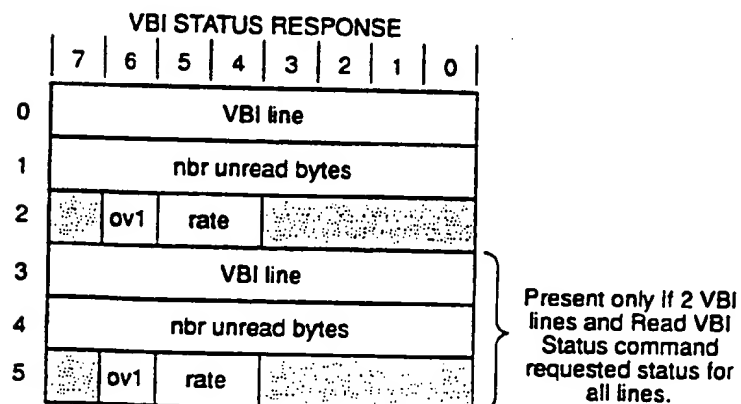 VBI STATUS RESPONSE
7 6 5 4 3 2 1 0
0 VBI line
1 nbr unread bytes
2 ov1 rate
3 VBI line
4 nbr unread bytes
5 ov1 rate
Present only if 2 VBI
lines and Read VBI
Status command
requested status for
all lines.